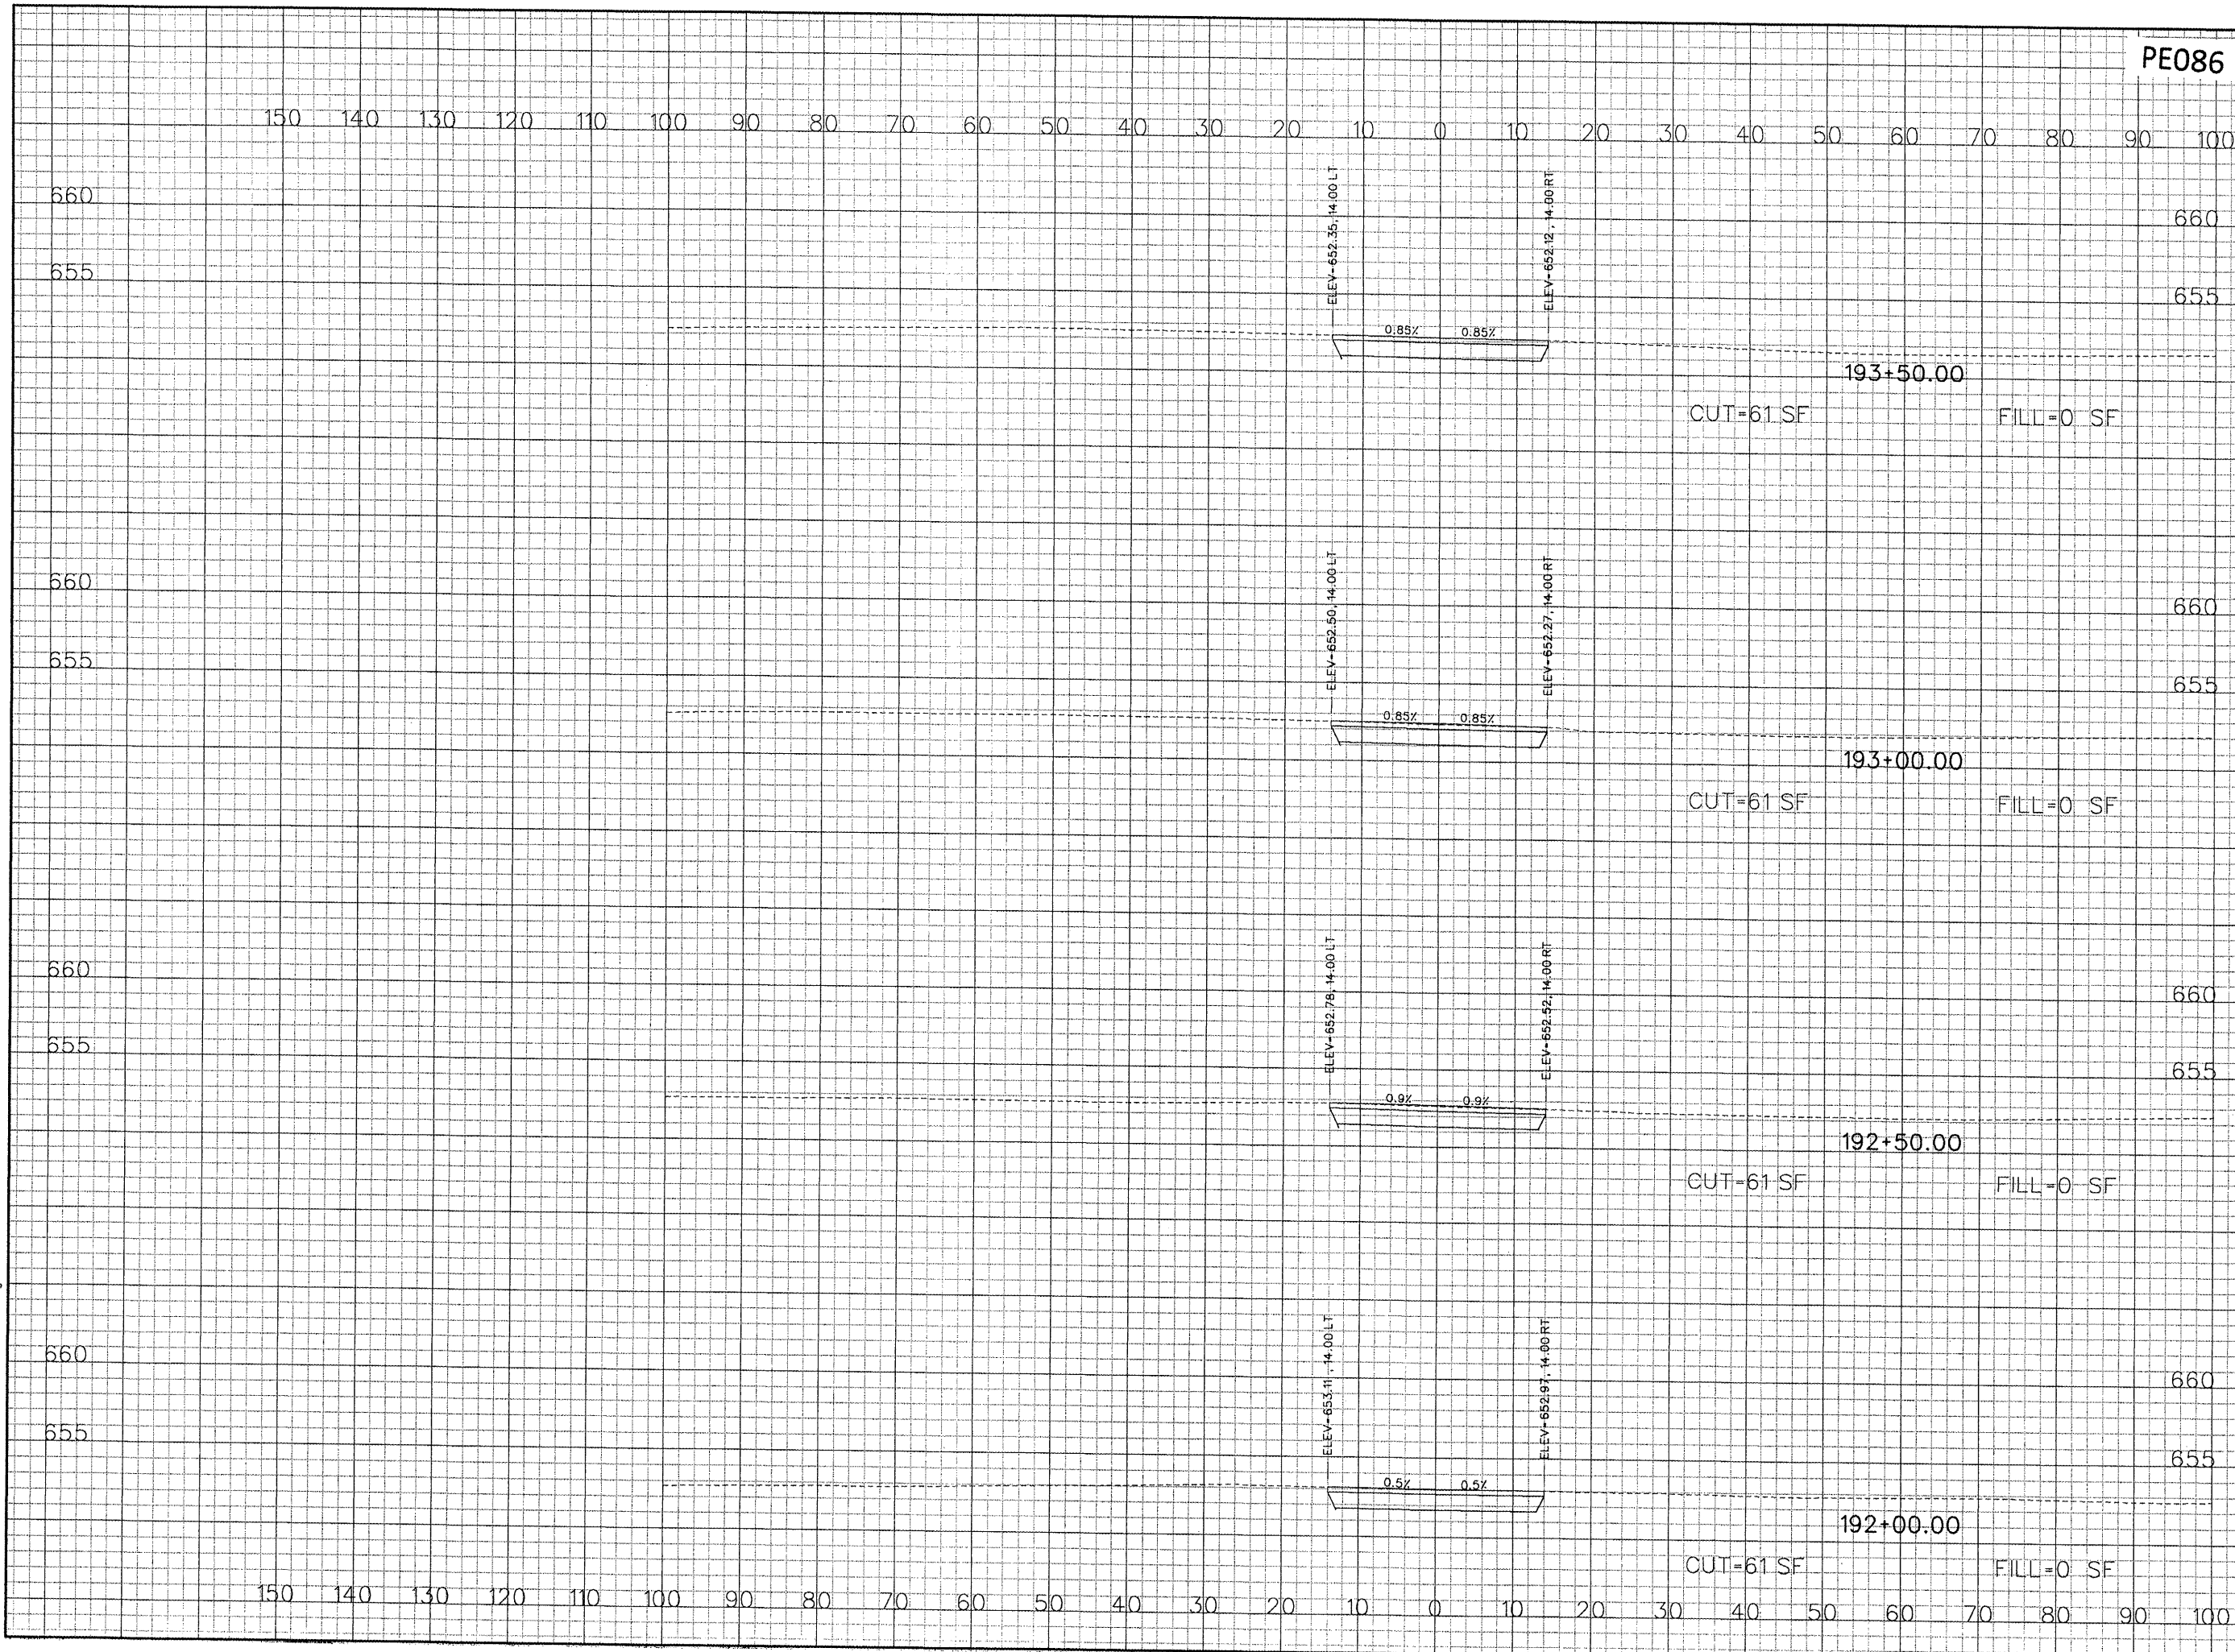 PE086
150 140 130 120 110 100 90 80 70 60 50 40 30 20 10 0 10 20 30 40 50 60 70 80 90 100
ELEV=652.35, 14.00 LT
ELEV=652.12, 14.00 RT
660 660
655 655
0.85% 0.85%
193+50.00
CUT=61 SF FILL=0 SF
ELEV=652.50, 14.00 LT
ELEV=652.27, 14.00 RT
660 660
655 655
0.85% 0.85%
193+00.00
CUT=61 SF FILL=0 SF
ELEV=652.78, 14.00 LT
ELEV=652.52, 14.00 RT
660 660
655 655
0.9% 0.9%
192+50.00
CUT=61 SF FILL=0 SF
ELEV=653.11, 14.00 LT
ELEV=652.97, 14.00 RT
660 660
655 655
0.5% 0.5%
192+00.00
CUT=61 SF FILL=0 SF
150 140 130 120 110 100 90 80 70 60 50 40 30 20 10 0 10 20 30 40 50 60 70 80 90 100